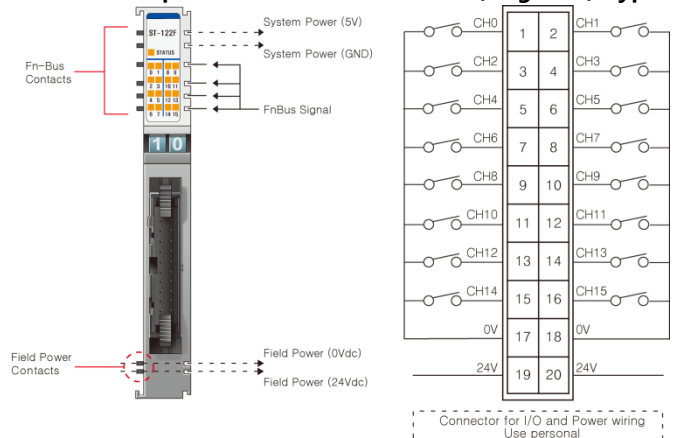 System Power (5V)
System Power (GND)
ST-122F
STATUS
0 1 8 9
2 3 10 11
4 5 12 13
6 7 14 15
Fn-Bus
Contacts
FnBus Signal
1 0
Field Power
Contacts
Field Power (0Vdc)
Field Power (24Vdc)
CH0 1 2 CH1
CH2 3 4 CH3
CH4 5 6 CH5
CH6 7 8 CH7
CH8 9 10 CH9
CH10 11 12 CH11
CH12 13 14 CH13
CH14 15 16 CH15
0V 17 18 0V
24V 19 20 24V
Connector for I/O and Power wiring
Use personal